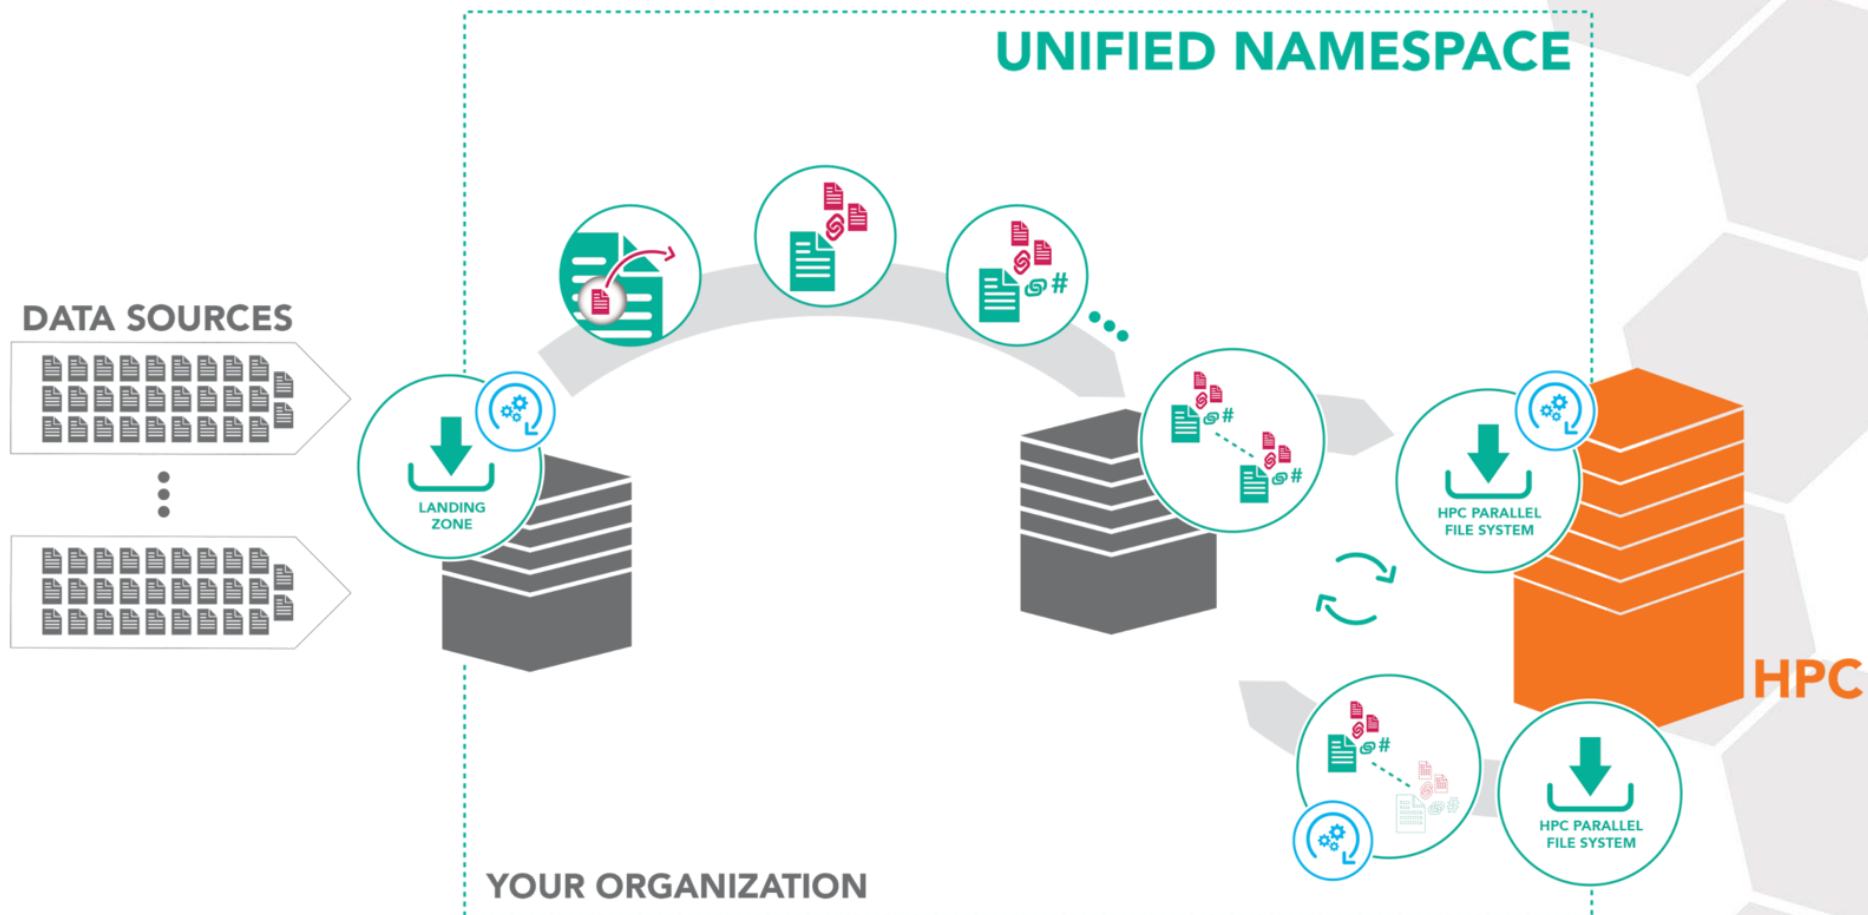 UNIFIED NAMESPACE
DATA SOURCES
#
LANDING
ZONE
#
#
HPC PARALLEL
FILE SYSTEM
HPC
#
#
HPC PARALLEL
FILE SYSTEM
YOUR ORGANIZATION